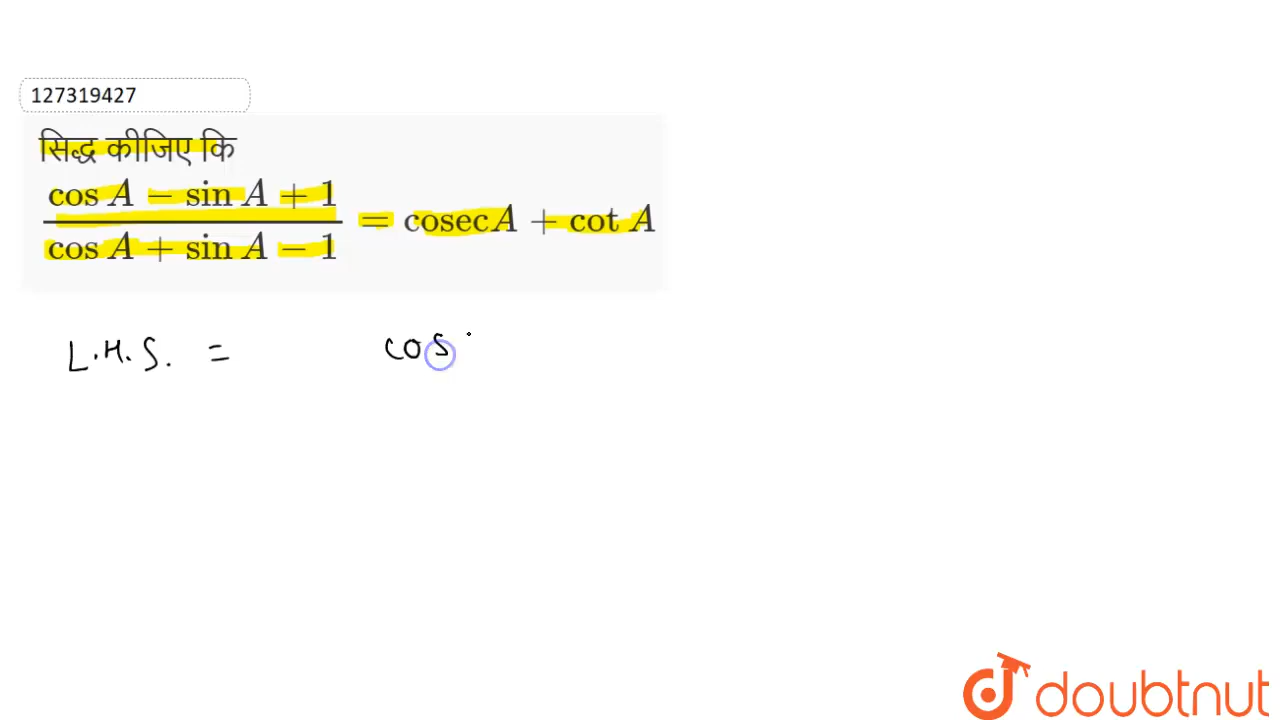 127319427
सिद्ध कीजिए कि
cos A − sin A + 1
cos A + sin A − 1
= cosecA + cot A
L.H.S. = cos
doubtnut